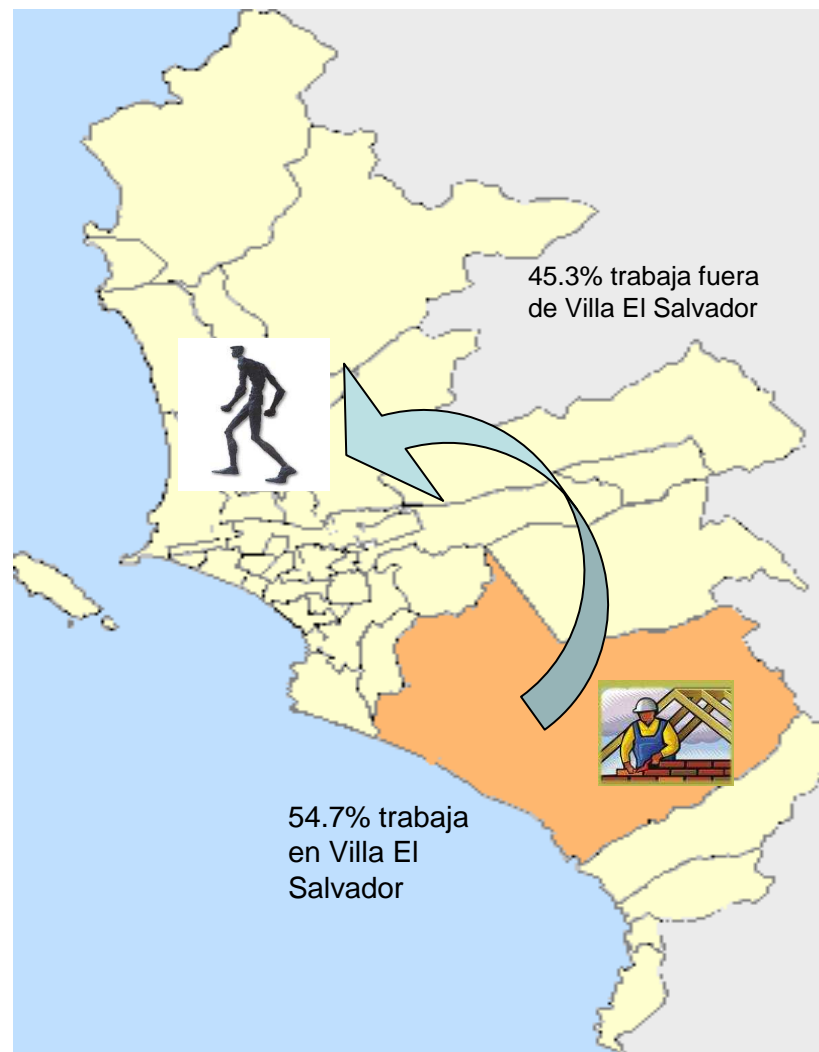 45.3% trabaja fuera
de Villa El Salvador
54.7% trabaja
en Villa El
Salvador